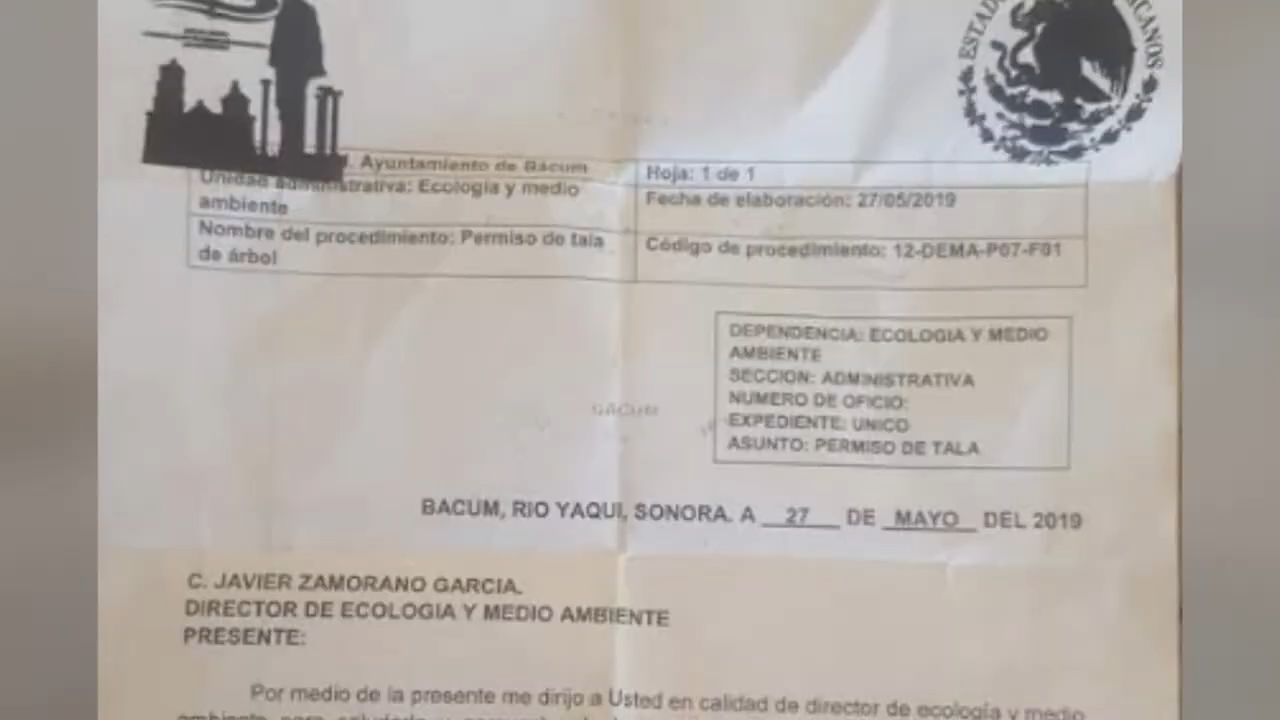 ESTADOS
. Ayuntamiento de Bácum
Unidad administrativa: Ecología y medio
ambiente
Nombre del procedimiento: Permiso de tala
de árbol
Hoja: 1 de 1
Fecha de elaboración: 27/05/2019
Código de procedimiento: 12-DEMA-P07-F01
DEPENDENCIA: ECOLOGIA Y MEDIO
AMBIENTE
SECCION: ADMINISTRATIVA
NUMERO DE OFICIO:
EXPEDIENTE: UNICO
ASUNTO: PERMISO DE TALA
BACUM
BACUM, RIO YAQUI, SONORA. A 27 DE MAYO DEL 2019
C. JAVIER ZAMORANO GARCIA.
DIRECTOR DE ECOLOGIA Y MEDIO AMBIENTE
PRESENTE:
Por medio de la presente me dirijo a Usted en calidad de director de ecología y medio
ambiente para